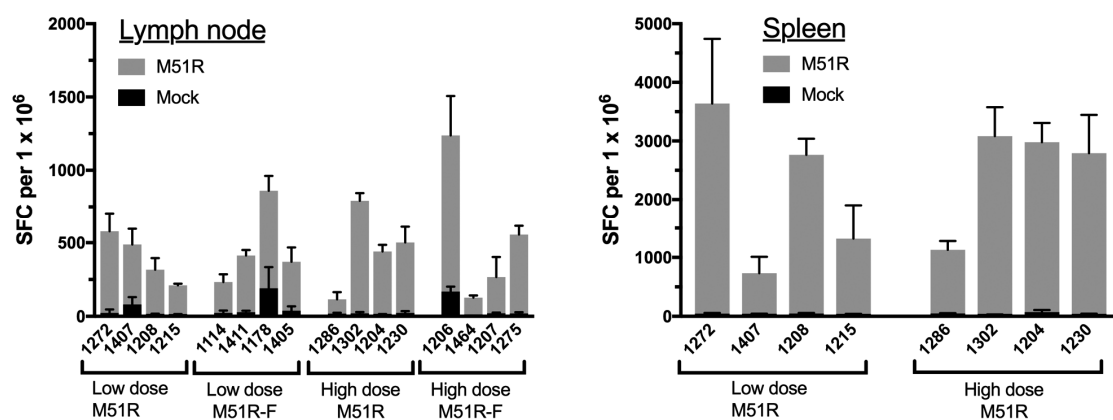 Lymph node
M51R
Mock
SFC per 1 x 10⁶
2000
1500
1000
500
0
1272 1407 1208 1215 1114 1411 1178 1405 1286 1302 1204 1230 1206 1464 1207 1275
Low dose Low dose High dose High dose
M51R M51R-F M51R M51R-F
Spleen
M51R
Mock
SFC per 1 x 10⁶
5000
4000
3000
2000
1000
0
1272 1407 1208 1215 1286 1302 1204 1230
Low dose High dose
M51R M51R